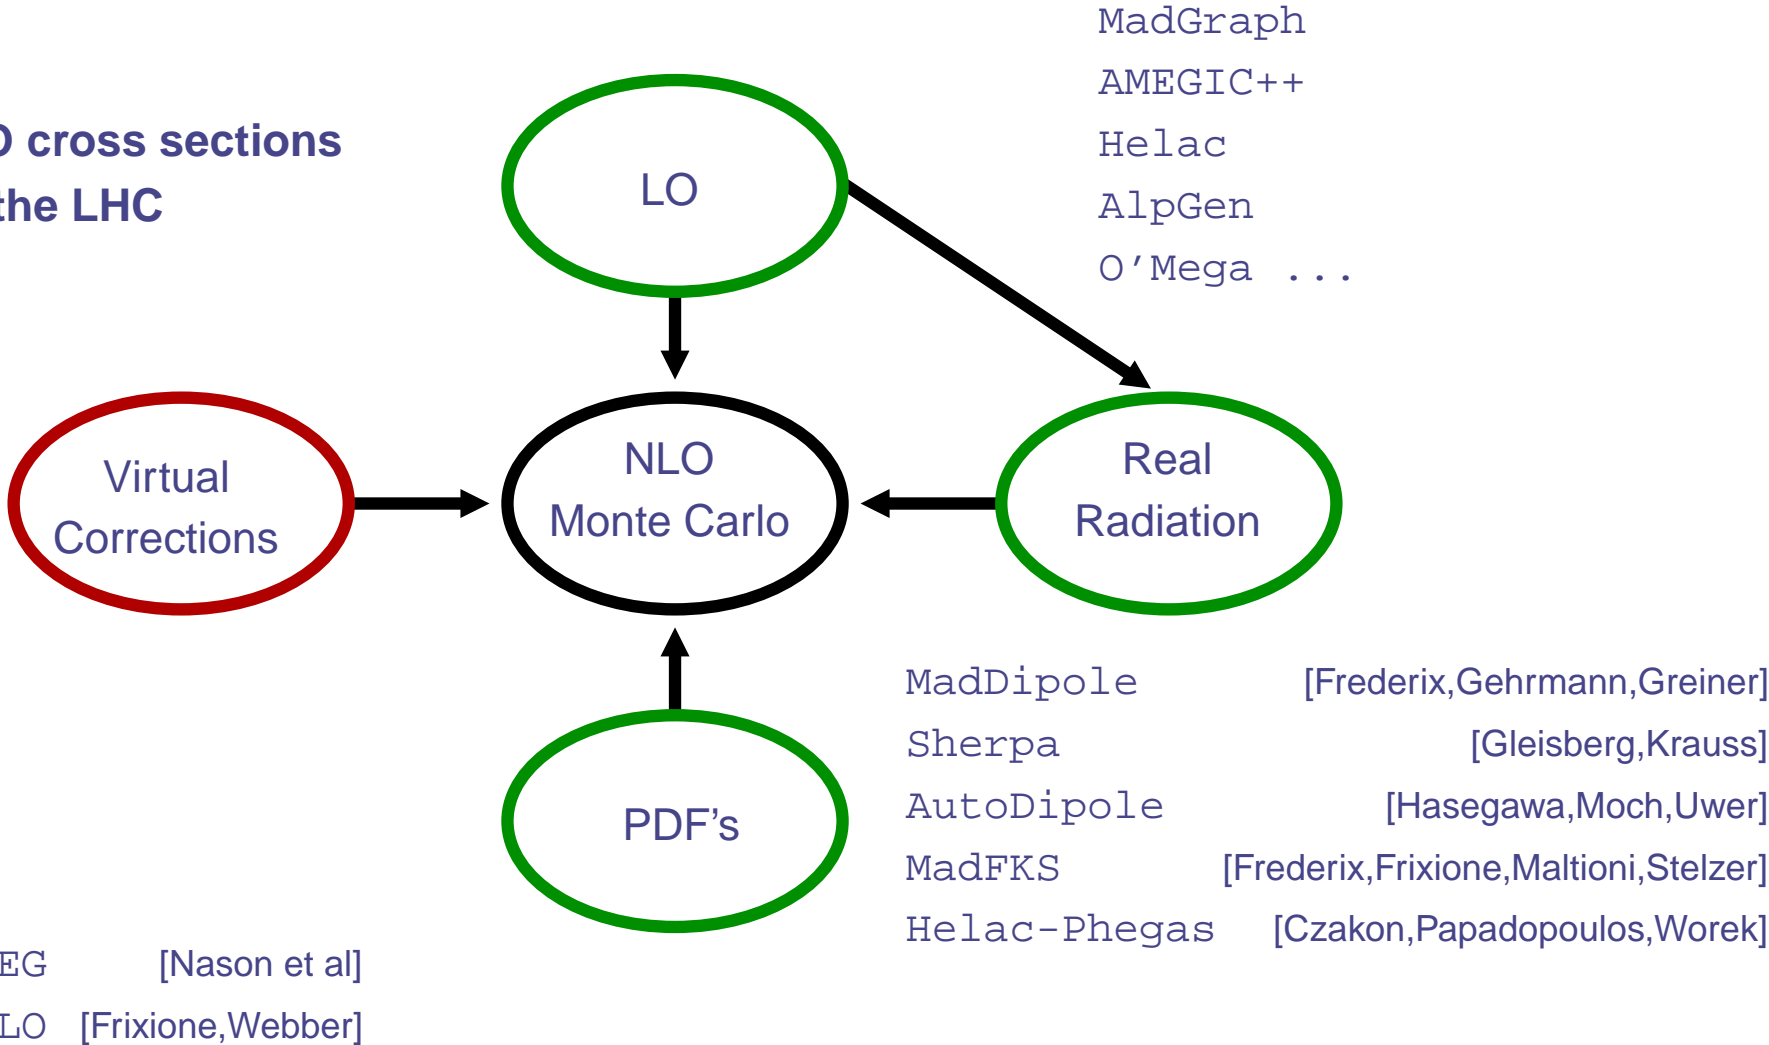 MadGraph
AMEGIC++
cross sections
Helac
the LHC
AlpGen
O'Mega ...
LO
Virtual
Corrections
NLO
Monte Carlo
Real
Radiation
PDF's
MadDipole [Frederix,Gehrmann,Greiner]
Sherpa [Gleisberg,Krauss]
AutoDipole [Hasegawa,Moch,Uwer]
MadFKS [Frederix,Frixione,Maltioni,Stelzer]
Helac-Phegas [Czakon,Papadopoulos,Worek]
EG [Nason et al]
LO [Frixione,Webber]